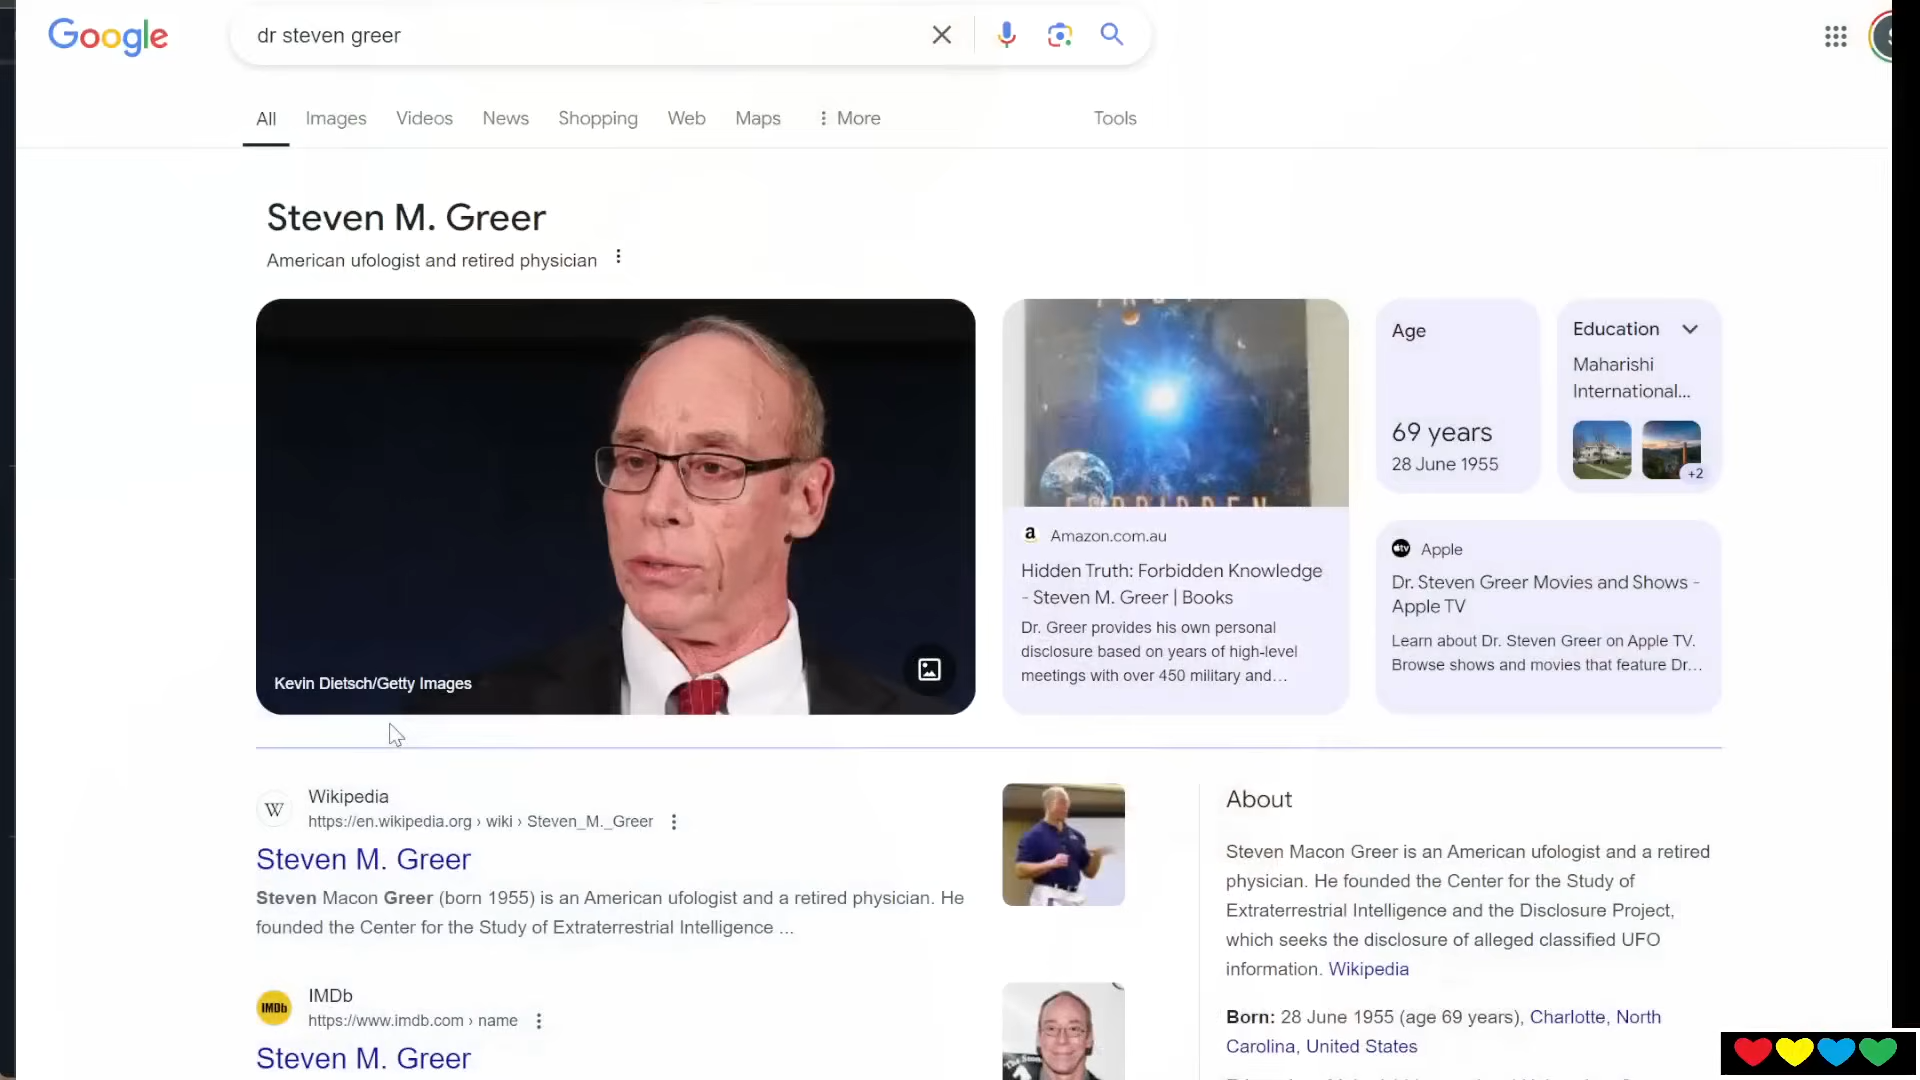 Google
dr steven greer
All
Images
Videos
News
Shopping
Web
Maps
More
Tools
Steven M. Greer
American ufologist and retired physician
Kevin Dietsch/Getty Images
Amazon.com.au
Hidden Truth: Forbidden Knowledge
- Steven M. Greer | Books
Dr. Greer provides his own personal
disclosure based on years of high-level
meetings with over 450 military and...
Age
69 years
28 June 1955
Education
Maharishi
International...
+2
tv
Apple
Dr. Steven Greer Movies and Shows -
Apple TV
Learn about Dr. Steven Greer on Apple TV.
Browse shows and movies that feature Dr...
W
Wikipedia
https://en.wikipedia.org › wiki › Steven_M._Greer
Steven M. Greer
Steven Macon Greer (born 1955) is an American ufologist and a retired physician. He
founded the Center for the Study of Extraterrestrial Intelligence ...
IMDb
IMDb
https://www.imdb.com › name
Steven M. Greer
About
Steven Macon Greer is an American ufologist and a retired
physician. He founded the Center for the Study of
Extraterrestrial Intelligence and the Disclosure Project,
which seeks the disclosure of alleged classified UFO
information. Wikipedia
Born: 28 June 1955 (age 69 years), Charlotte, North
Carolina, United States